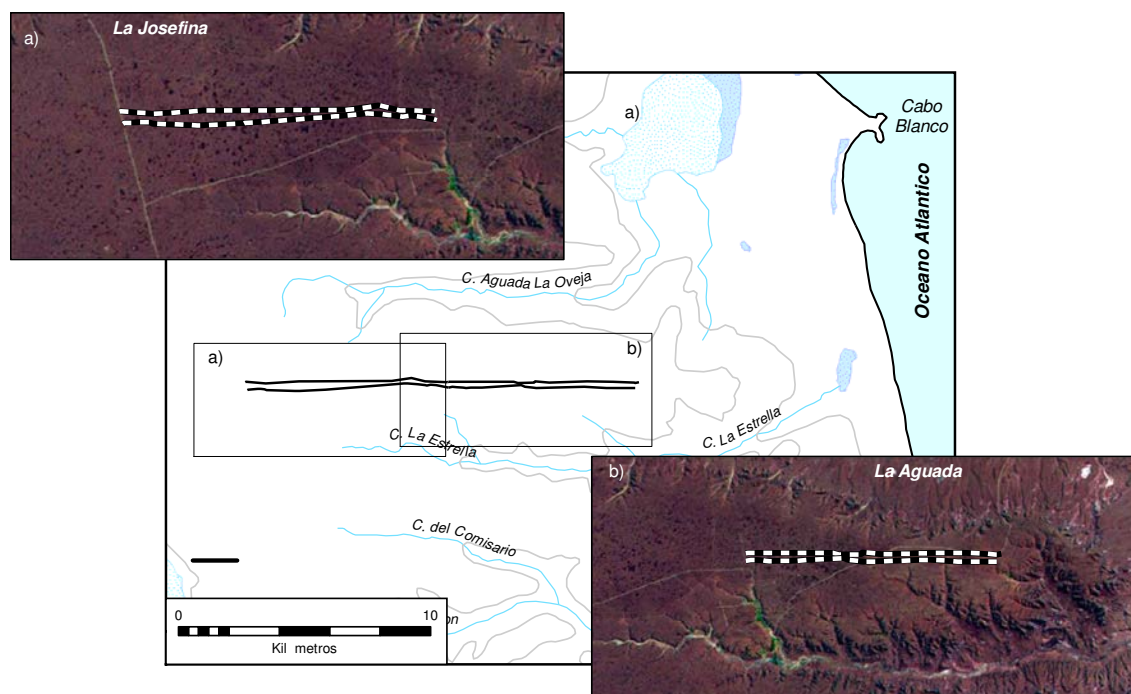 a)
La Josefina
a)
Cabo
Blanco
Oceano Atlantico
C. Aguada La Oveja
a)
b)
C. La Estrella
C. La Estrella
b)
La Aguada
C. del Comisario
0
10
on
Kil metros